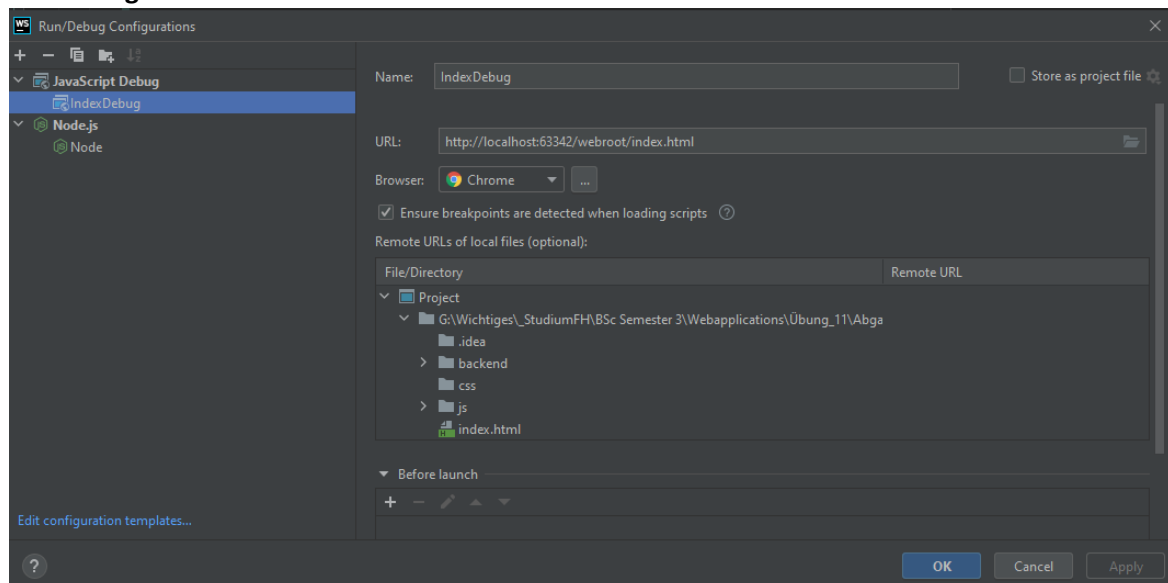 WS Run/Debug Configurations
JavaScript Debug
IndexDebug
Node.js
Node
Edit configuration templates...
Name: IndexDebug Store as project file
URL: http://localhost:63342/webroot/index.html
Browser: Chrome ...
Ensure breakpoints are detected when loading scripts ?
Remote URLs of local files (optional):
File/Directory Remote URL
Project
G:\Wichtiges\_StudiumFH\BSc Semester 3\Webapplications\Übung_11\Abga
.idea
backend
css
js
index.html
Before launch
? OK Cancel Apply